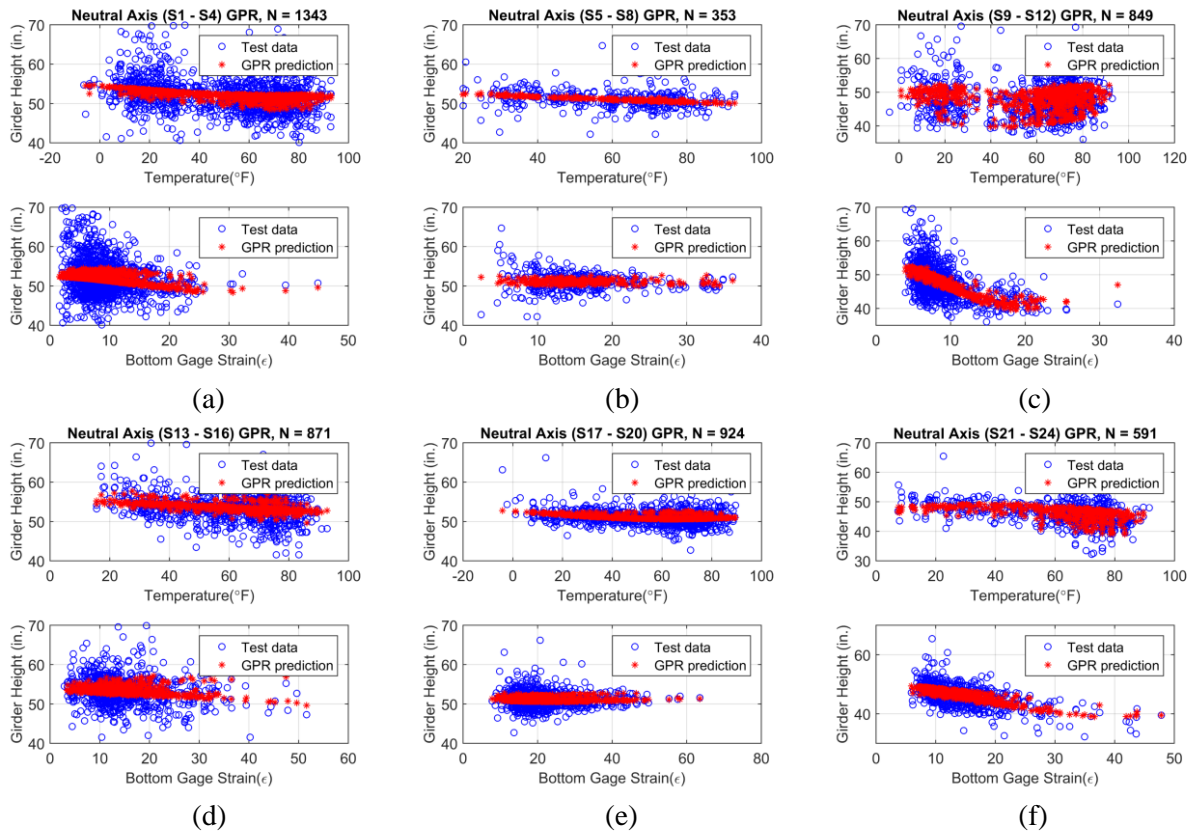 Neutral Axis (S1 - S4) GPR, N = 1343
70
60
50
40
Girder Height (in.)
Test data
GPR prediction
-20 0 20 40 60 80 100
Temperature(°F)
70
60
50
40
Girder Height (in.)
Test data
GPR prediction
0 10 20 30 40 50
Bottom Gage Strain(ϵ)
(a)
Neutral Axis (S5 - S8) GPR, N = 353
70
60
50
40
Girder Height (in.)
Test data
GPR prediction
20 40 60 80 100
Temperature(°F)
70
60
50
40
Girder Height (in.)
Test data
GPR prediction
0 10 20 30 40
Bottom Gage Strain(ϵ)
(b)
Neutral Axis (S9 - S12) GPR, N = 849
70
60
50
40
Girder Height (in.)
Test data
GPR prediction
0 20 40 60 80 100 120
Temperature(°F)
70
60
50
40
Girder Height (in.)
Test data
GPR prediction
0 10 20 30 40
Bottom Gage Strain(ϵ)
(c)
Neutral Axis (S13 - S16) GPR, N = 871
70
60
50
40
Girder Height (in.)
Test data
GPR prediction
0 20 40 60 80 100
Temperature(°F)
70
60
50
40
Girder Height (in.)
Test data
GPR prediction
0 10 20 30 40 50 60
Bottom Gage Strain(ϵ)
(d)
Neutral Axis (S17 - S20) GPR, N = 924
70
60
50
40
Girder Height (in.)
Test data
GPR prediction
-20 0 20 40 60 80 100
Temperature(°F)
70
60
50
40
Girder Height (in.)
Test data
GPR prediction
0 20 40 60 80
Bottom Gage Strain(ϵ)
(e)
Neutral Axis (S21 - S24) GPR, N = 591
70
60
50
40
30
Girder Height (in.)
Test data
GPR prediction
0 20 40 60 80 100
Temperature(°F)
80
60
40
Girder Height (in.)
Test data
GPR prediction
0 10 20 30 40 50
Bottom Gage Strain(ϵ)
(f)